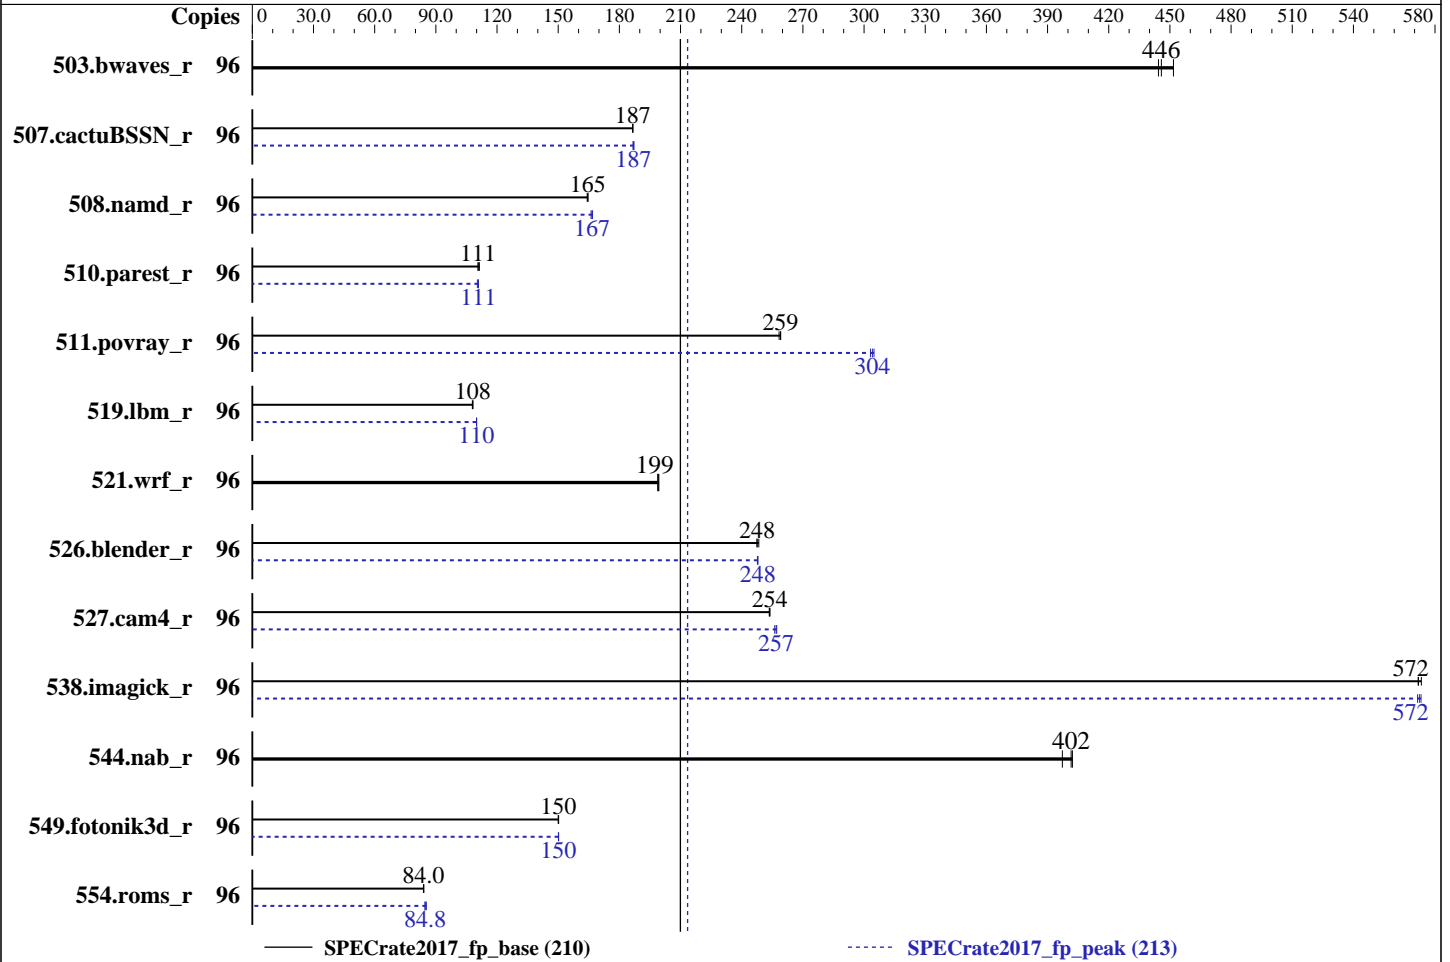 Copies 0 30.0 60.0 90.0 120 150 180 210 240 270 300 330 360 390 420 450 480 510 540 580
503.bwaves_r 96 446
507.cactuBSSN_r 96 187
187
508.namd_r 96 165
167
510.parest_r 96 111
111
511.povray_r 96 259
304
519.lbm_r 96 108
110
521.wrf_r 96 199
526.blender_r 96 248
248
527.cam4_r 96 254
257
538.imagick_r 96 572
572
544.nab_r 96 402
549.fotonik3d_r 96 150
150
554.roms_r 96 84.0
84.8
SPECrate2017_fp_base (210) SPECrate2017_fp_peak (213)